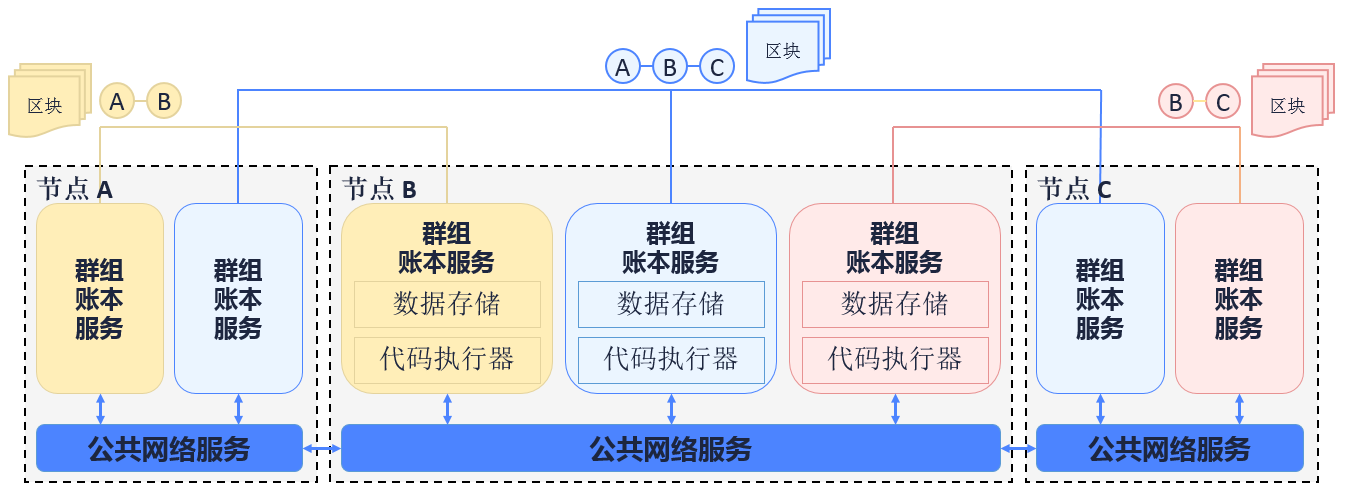 区块
A
B
C
区块
A
B
B
C
区块
节点 A
群组
账本
服务
群组
账本
服务
公共网络服务
节点 B
群组
账本服务
数据存储
代码执行器
群组
账本服务
数据存储
代码执行器
群组
账本服务
数据存储
代码执行器
公共网络服务
节点 C
群组
账本
服务
群组
账本
服务
公共网络服务